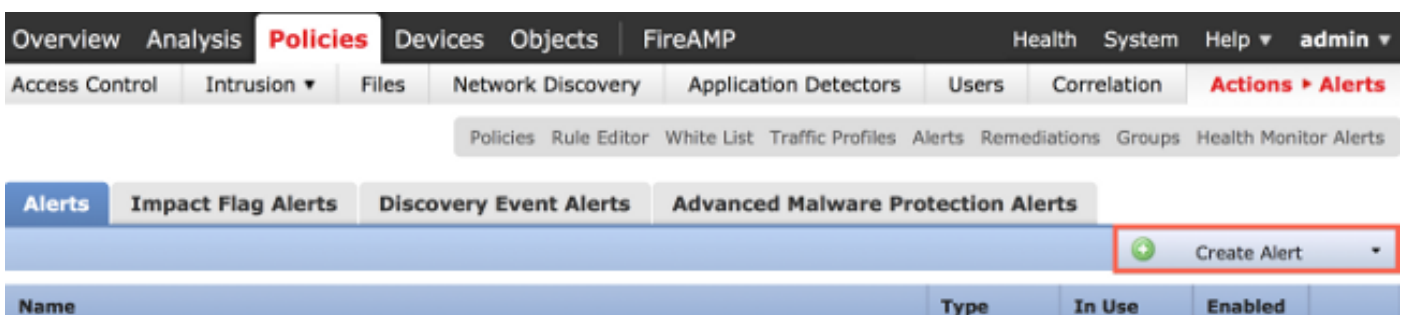 Overview Analysis Policies Devices Objects FireAMP Health System Help ▾ admin ▾
Access Control Intrusion ▾ Files Network Discovery Application Detectors Users Correlation Actions ▸ Alerts
Policies Rule Editor White List Traffic Profiles Alerts Remediations Groups Health Monitor Alerts
Alerts Impact Flag Alerts Discovery Event Alerts Advanced Malware Protection Alerts
Create Alert
Name Type In Use Enabled